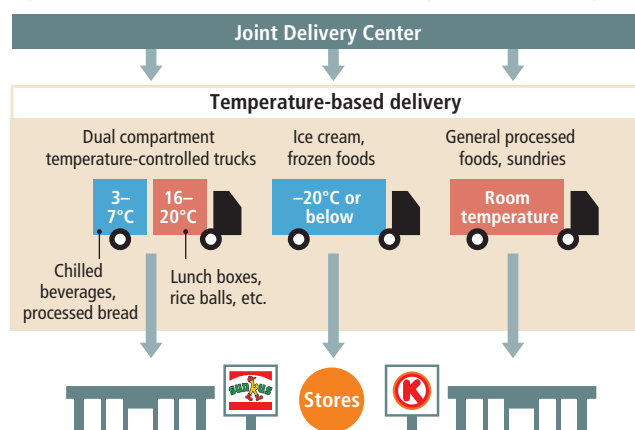 Joint Delivery Center
Temperature-based delivery
Dual compartment
temperature-controlled trucks
Ice cream,
frozen foods
General processed
foods, sundries
3–
7°C
16–
20°C
–20°C or
below
Room
temperature
Chilled
beverages,
processed bread
Lunch boxes,
rice balls, etc.
sunkus
Stores
K